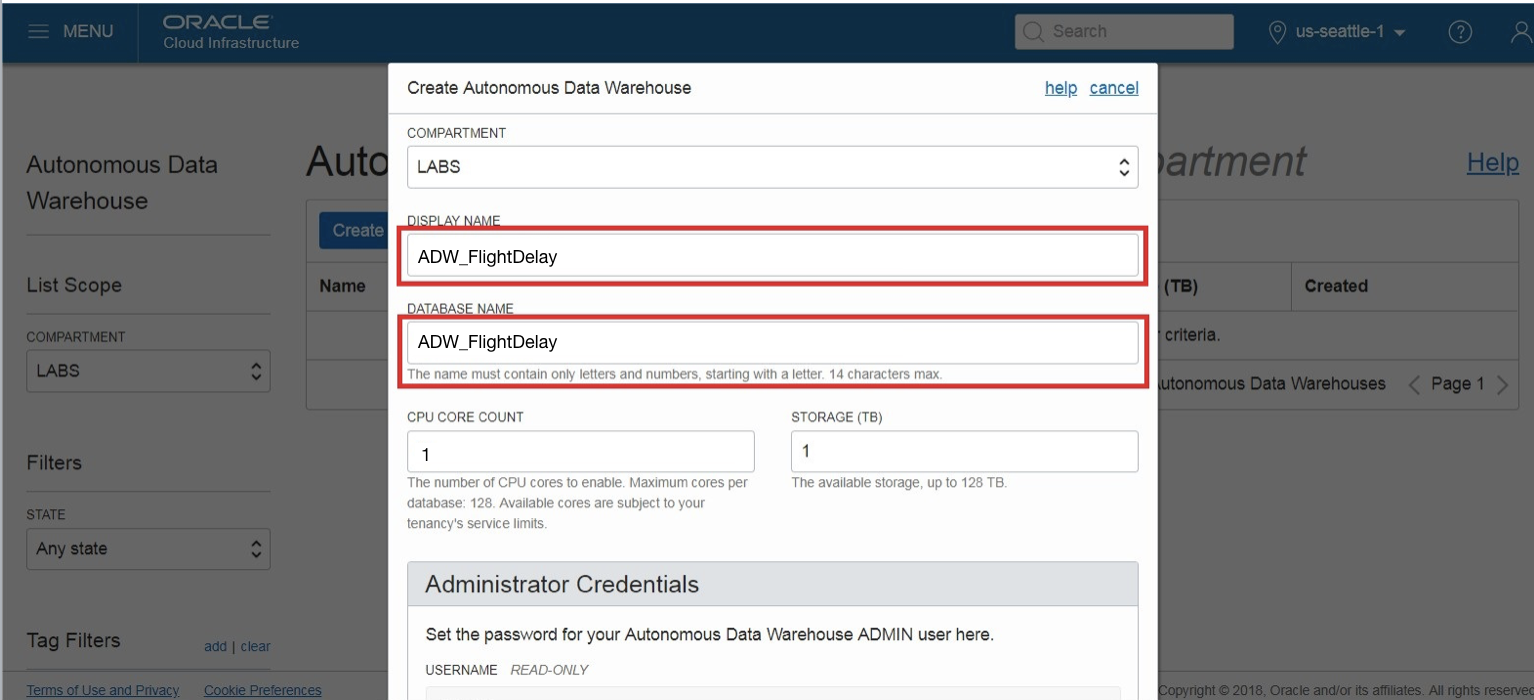 MENU
ORACLE
Cloud Infrastructure
Search
us-seattle-1
?
Create Autonomous Data Warehouse
help cancel
COMPARTMENT
LABS
DISPLAY NAME
ADW_FlightDelay
DATABASE NAME
ADW_FlightDelay
The name must contain only letters and numbers, starting with a letter. 14 characters max.
CPU CORE COUNT
1
The number of CPU cores to enable. Maximum cores per
database: 128. Available cores are subject to your
tenancy's service limits.
STORAGE (TB)
1
The available storage, up to 128 TB.
Administrator Credentials
Set the password for your Autonomous Data Warehouse ADMIN user here.
USERNAME READ-ONLY
Autonomous Data
Warehouse
List Scope
COMPARTMENT
LABS
Filters
STATE
Any state
Tag Filters
add | clear
Auto
partment
Help
Create
Name
(TB)
Created
criteria.
utonomous Data Warehouses
Page 1
Terms of Use and Privacy
Cookie Preferences
Copyright © 2018, Oracle and/or its affiliates. All rights reserved